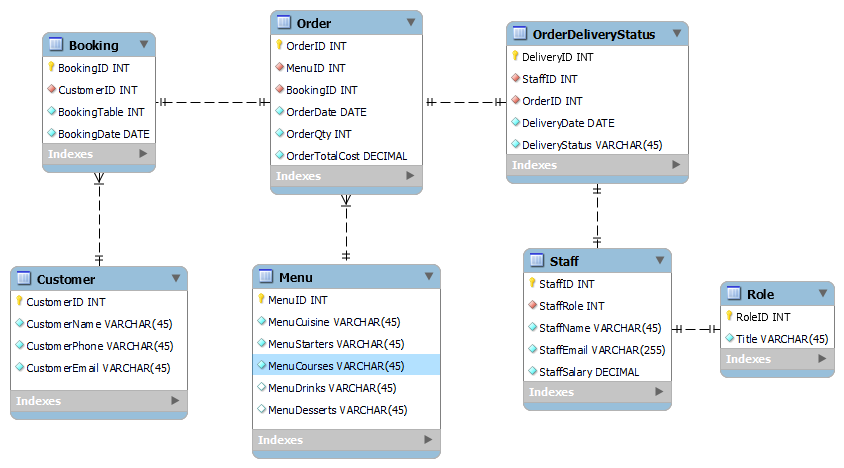 Booking
BookingID INT
CustomerID INT
BookingTable INT
BookingDate DATE
Indexes
Order
OrderID INT
MenuID INT
BookingID INT
OrderDate DATE
OrderQty INT
OrderTotalCost DECIMAL
Indexes
OrderDeliveryStatus
DeliveryID INT
StaffID INT
OrderID INT
DeliveryDate DATE
DeliveryStatus VARCHAR(45)
Indexes
Customer
CustomerID INT
CustomerName VARCHAR(45)
CustomerPhone VARCHAR(45)
CustomerEmail VARCHAR(45)
Indexes
Menu
MenuID INT
MenuCuisine VARCHAR(45)
MenuStarters VARCHAR(45)
MenuCourses VARCHAR(45)
MenuDrinks VARCHAR(45)
MenuDesserts VARCHAR(45)
Indexes
Staff
StaffID INT
StaffRole INT
StaffName VARCHAR(45)
StaffEmail VARCHAR(255)
StaffSalary DECIMAL
Indexes
Role
RoleID INT
Title VARCHAR(45)
Indexes